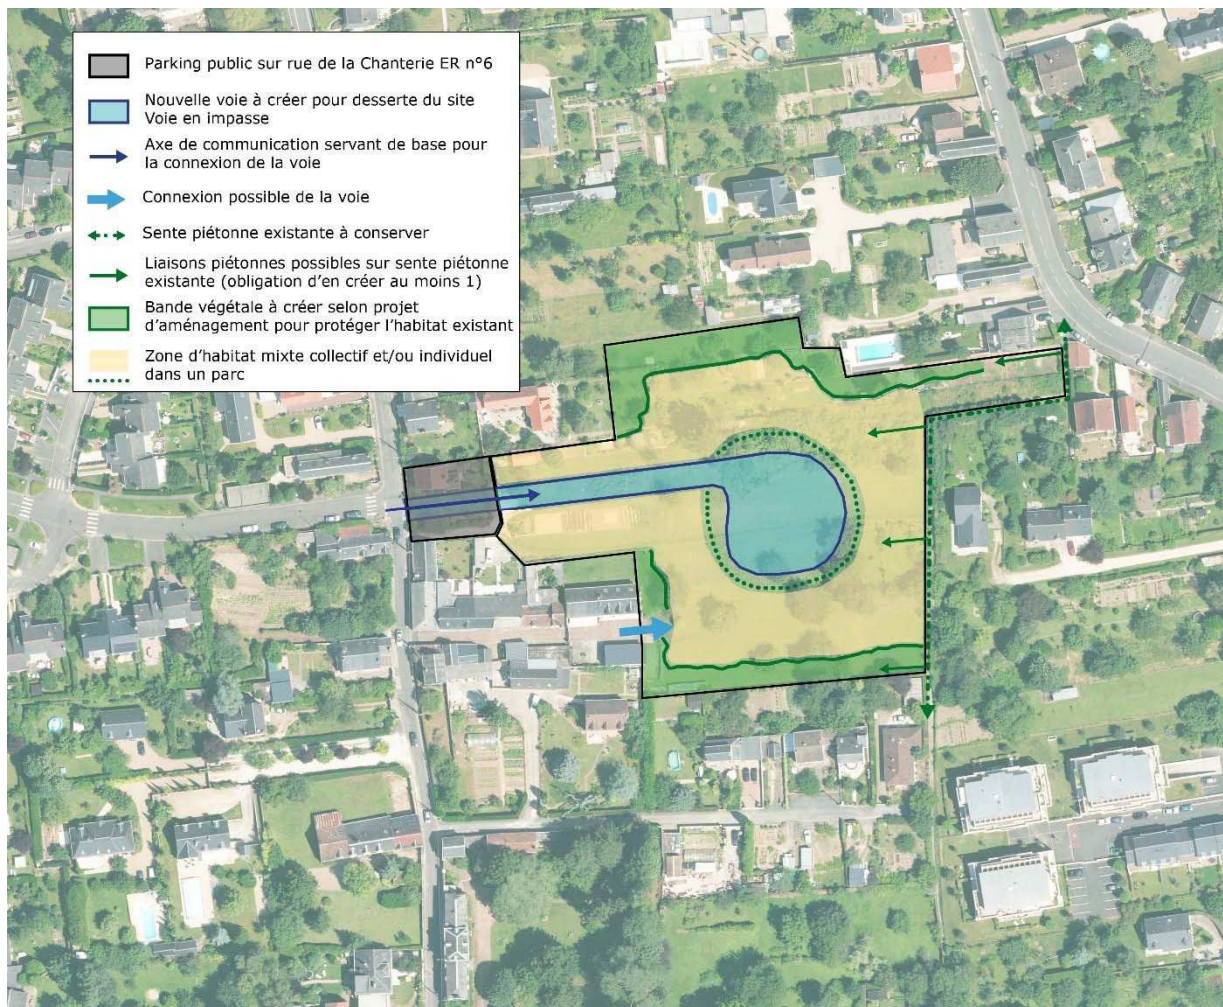 Parking public sur rue de la Chanterie ER n°6
Nouvelle voie à créer pour desserte du site
Voie en impasse
Axe de communication servant de base pour
la connexion de la voie
Connexion possible de la voie
Sente piétonne existante à conserver
Liaisons piétonnes possibles sur sente piétonne
existante (obligation d'en créer au moins 1)
Bande végétale à créer selon projet
d'aménagement pour protéger l'habitat existant
Zone d'habitat mixte collectif et/ou individuel
dans un parc